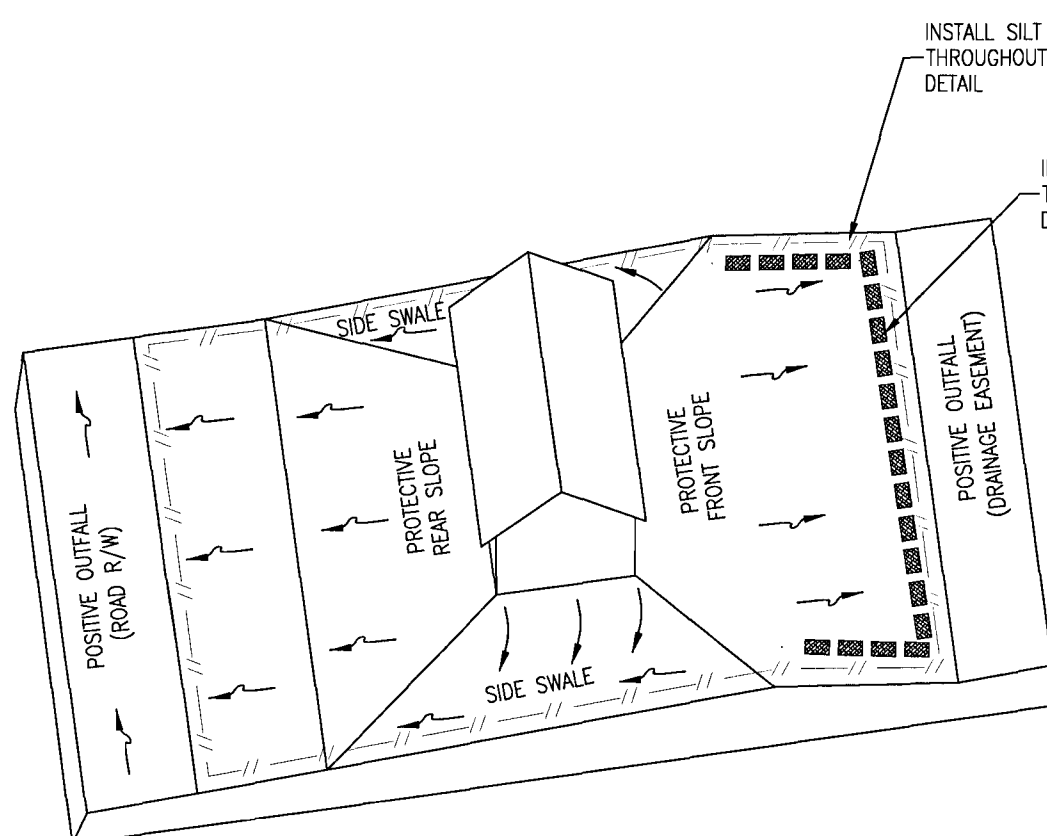 INSTALL SILT
THROUGHOUT
DETAIL
SIDE SWALE
PROTECTIVE
REAR SLOPE
PROTECTIVE
FRONT SLOPE
POSITIVE OUTFALL
(DRAINAGE EASEMENT)
POSITIVE OUTFALL
(ROAD R/W)
SIDE SWALE